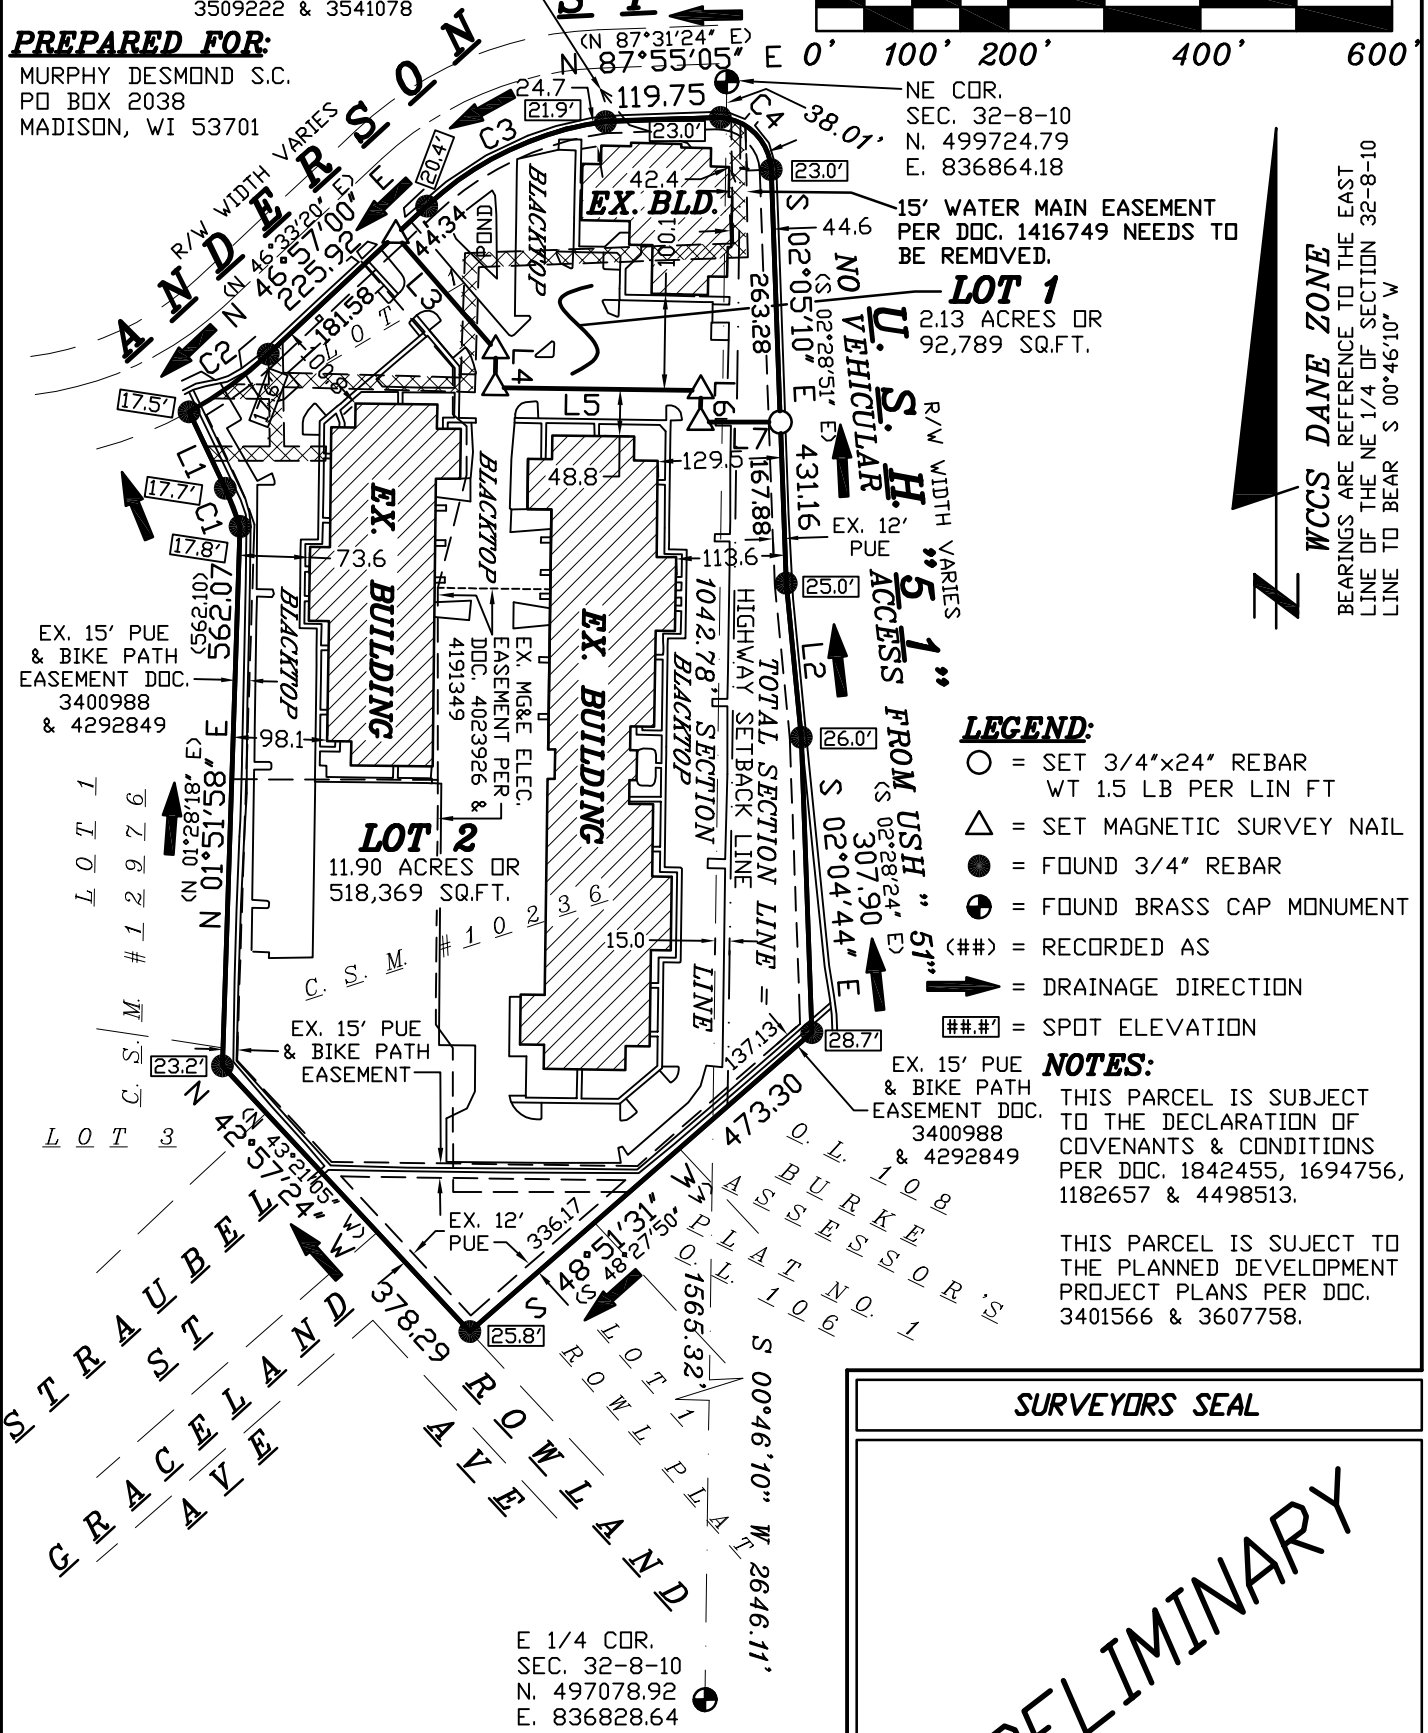 3509222 & 3541078
PREPARED FOR:
MURPHY DESMOND S.C.
PO BOX 2038
MADISON, WI 53701
ANDERSON ST
R/W WIDTH VARIES
(N 87°31'24" E)
N 87°55'05" E
119.75
0' 100' 200' 400' 600'
NE COR.
SEC. 32-8-10
N. 499724.79
E. 836864.18
24.7
21.9'
23.0'
C3
C4
38.01'
23.0'
20.4'
(N 46°33'20" E)
N 46°57'00" E
225.92
44.34
181.58
C2
L3
L4
L5
L6
L7
POND
BLACKTOP
EX. BLD.
42.4
100.1
44.6
15' WATER MAIN EASEMENT
PER DOC. 1416749 NEEDS TO
BE REMOVED.
LOT 1
2.13 ACRES OR
92,789 SQ.FT.
S 02°05'10" E 431.16
(S 02°28'51" E)
263.28
167.88
NO VEHICULAR ACCESS FROM USH " 51"
U. S. H. "51"
R/W WIDTH VARIES
WCCS DANE ZONE
BEARINGS ARE REFERENCE TO THE EAST
LINE OF THE NE 1/4 OF SECTION 32-8-10
LINE TO BEAR S 00°46'10" W
LOT 1
17.5'
L1
17.7'
C1
17.8'
73.6
48.8
129.5
113.6
EX. 12'
PUE
25.0'
L2
26.0'
BLACKTOP
BLACKTOP
EX. BUILDING
EX. BUILDING
EX. MG&E ELEC.
EASEMENT PER
DOC. 4023926 &
4191349
1042.78' SECTION LINE
BLACKTOP
HIGHWAY SETBACK LINE
TOTAL SECTION LINE = S 00°46'10" W 2646.11'
EX. 15' PUE
& BIKE PATH
EASEMENT DOC.
3400988
& 4292849
(562.10)
562.07
N 01°51'58" E
(N 01°28'18" E)
98.1
LOT 1
C.S.M. #12976
LOT 3
LOT 2
11.90 ACRES OR
518,369 SQ.FT.
C.S.M. #10236
15.0
S 02°04'44" E
307.90
(S 02°28'24" E)
LEGEND:
= SET 3/4"x24" REBAR
WT 1.5 LB PER LIN FT
= SET MAGNETIC SURVEY NAIL
= FOUND 3/4" REBAR
= FOUND BRASS CAP MONUMENT
(##) = RECORDED AS
= DRAINAGE DIRECTION
##.#' = SPOT ELEVATION
23.2'
EX. 15' PUE
& BIKE PATH
EASEMENT
137.13
28.7'
473.30
EX. 15' PUE
& BIKE PATH
EASEMENT DOC.
3400988
& 4292849
NOTES:
THIS PARCEL IS SUBJECT
TO THE DECLARATION OF
COVENANTS & CONDITIONS
PER DOC. 1842455, 1694756,
1182657 & 4498513.
THIS PARCEL IS SUJECT TO
THE PLANNED DEVELOPMENT
PROJECT PLANS PER DOC.
3401566 & 3607758.
N 42°57'24" W
(N 43°21'05" W)
378.29
EX. 12'
PUE
336.17
S 48°51'31" W
(S 48°27'50" W)
25.8'
O.L. 108
BURKE
ASSESSOR'S
PLAT NO. 1
O.L. 106
1565.32'
LOT 1
ROWL PLAT
STRAUBEL ST
GRACELAND AVE
ROWLAND AVE
E 1/4 COR.
SEC. 32-8-10
N. 497078.92
E. 836828.64
SURVEYORS SEAL